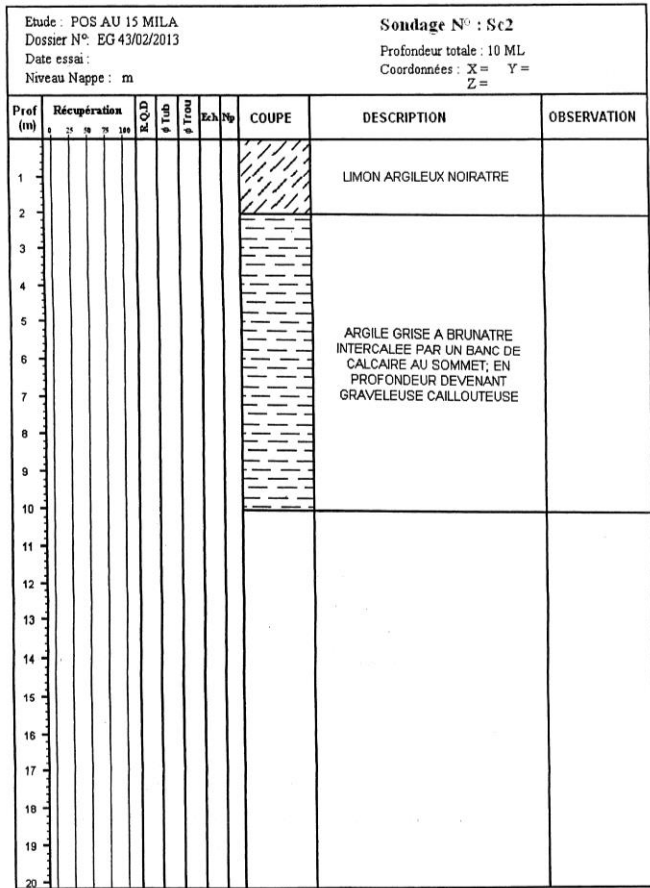 Etude : POS AU 15 MILA
Dossier Nº: EG 43/02/2013
Date essai :
Niveau Nappe : m
Sondage Nº : Sc2
Profondeur totale : 10 ML
Coordonnées : X = Y =
Z =
Prof (m)
Récupération
0 25 50 75 100
R.Q.D
ϕ Tub
ϕ Trou
Ech
Np
COUPE
DESCRIPTION
OBSERVATION
1
LIMON ARGILEUX NOIRATRE
2
3
4
5
ARGILE GRISE A BRUNATRE
INTERCALEE PAR UN BANC DE
6
CALCAIRE AU SOMMET; EN
PROFONDEUR DEVENANT
7
GRAVELEUSE CAILLOUTEUSE
8
9
10
11
12
13
14
15
16
17
18
19
20